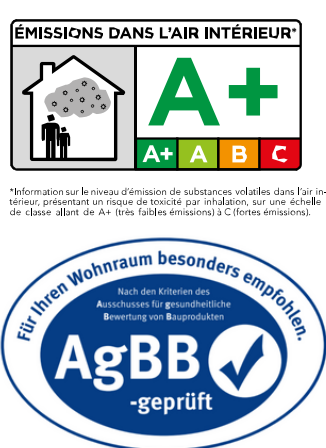 ÉMISSIONS DANS L'AIR INTÉRIEUR*
A+
A+ A B C
*Information sur le niveau d'émission de substances volatiles dans l'air in-
térieur, présentant un risque de toxicité par inhalation, sur une échelle
de classe allant de A+ (très faibles émissions) à C (fortes émissions).
Für Ihren Wohnraum besonders empfohlen.
Nach den Kriterien des
Ausschusses für gesundheitliche
Bewertung von Bauprodukten
AgBB
-geprüft